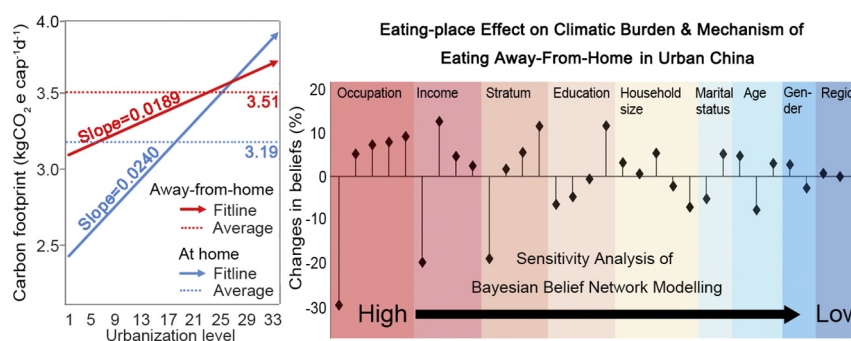 4.0
3.5
3.0
2.5
Carbon footprint (kgCO2 e cap-1d-1)
Slope=0.0189
3.51
Slope=0.0240
3.19
Away-from-home
Fitline
Average
At home
Fitline
Average
1 5 9 13 17 21 25 29 33
Urbanization level
Eating-place Effect on Climatic Burden & Mechanism of
Eating Away-From-Home in Urban China
20
10
0
-10
-20
-30
Changes in beliefs (%)
Occupation
Income
Stratum
Education
Household
size
Marital
status
Age
Gen-
der
Regio
Sensitivity Analysis of
Bayesian Belief Network Modelling
High
Low